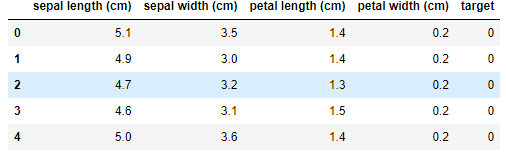 sepal length (cm) sepal width (cm) petal length (cm) petal width (cm) target
0 5.1 3.5 1.4 0.2 0
1 4.9 3.0 1.4 0.2 0
2 4.7 3.2 1.3 0.2 0
3 4.6 3.1 1.5 0.2 0
4 5.0 3.6 1.4 0.2 0